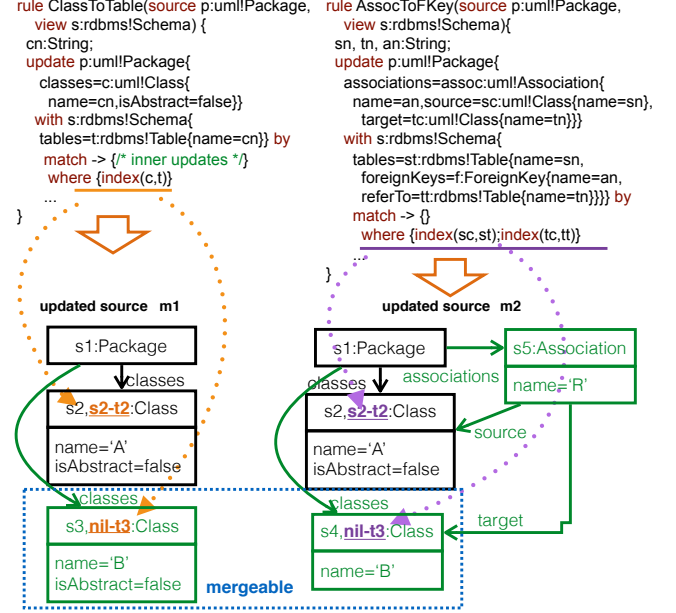 rule ClassToTable(source p:uml!Package,
view s:rdbms!Schema) {
cn:String;
update p:uml!Package{
classes=c:uml!Class{
name=cn,isAbstract=false}}
with s:rdbms!Schema{
tables=t:rdbms!Table{name=cn}} by
match -> {/* inner updates */}
where {index(c,t)}
...
}
rule AssocToFKey(source p:uml!Package,
view s:rdbms!Schema){
sn, tn, an:String;
update p:uml!Package{
associations=assoc:uml!Association{
name=an,source=sc:uml!Class{name=sn},
target=tc:uml!Class{name=tn}}}
with s:rdbms!Schema{
tables=st:rdbms!Table{name=sn,
foreignKeys=f:ForeignKey{name=an,
referTo=tt:rdbms!Table{name=tn}}}} by
match -> {}
where {index(sc,st);index(tc,tt)}
...
}
updated source m1
s1:Package
classes
s2,s2-t2:Class
name=‘A’
isAbstract=false
classes
s3,nil-t3:Class
name=‘B’
isAbstract=false
mergeable
updated source m2
s1:Package
s5:Association
classes
associations
name=‘R’
s2,s2-t2:Class
source
name=‘A’
isAbstract=false
classes
s4,nil-t3:Class
target
name=‘B’